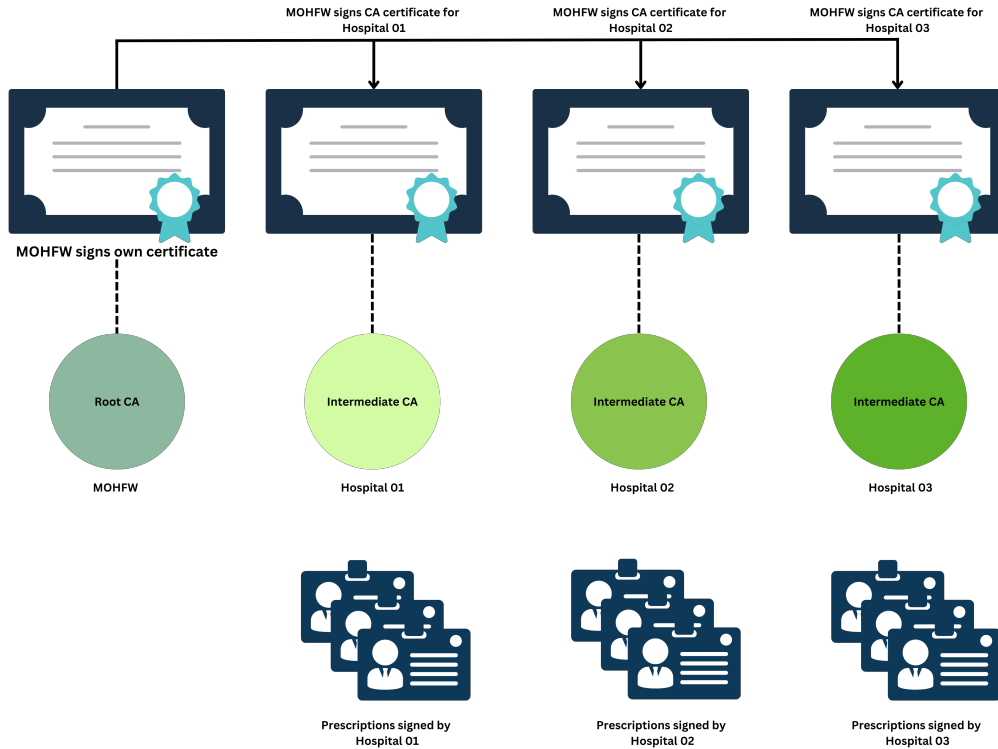 MOHFW signs CA certificate for
Hospital 01
MOHFW signs CA certificate for
Hospital 02
MOHFW signs CA certificate for
Hospital 03
MOHFW signs own certificate
Root CA
Intermediate CA
Intermediate CA
Intermediate CA
MOHFW
Hospital 01
Hospital 02
Hospital 03
Prescriptions signed by
Hospital 01
Prescriptions signed by
Hospital 02
Prescriptions signed by
Hospital 03